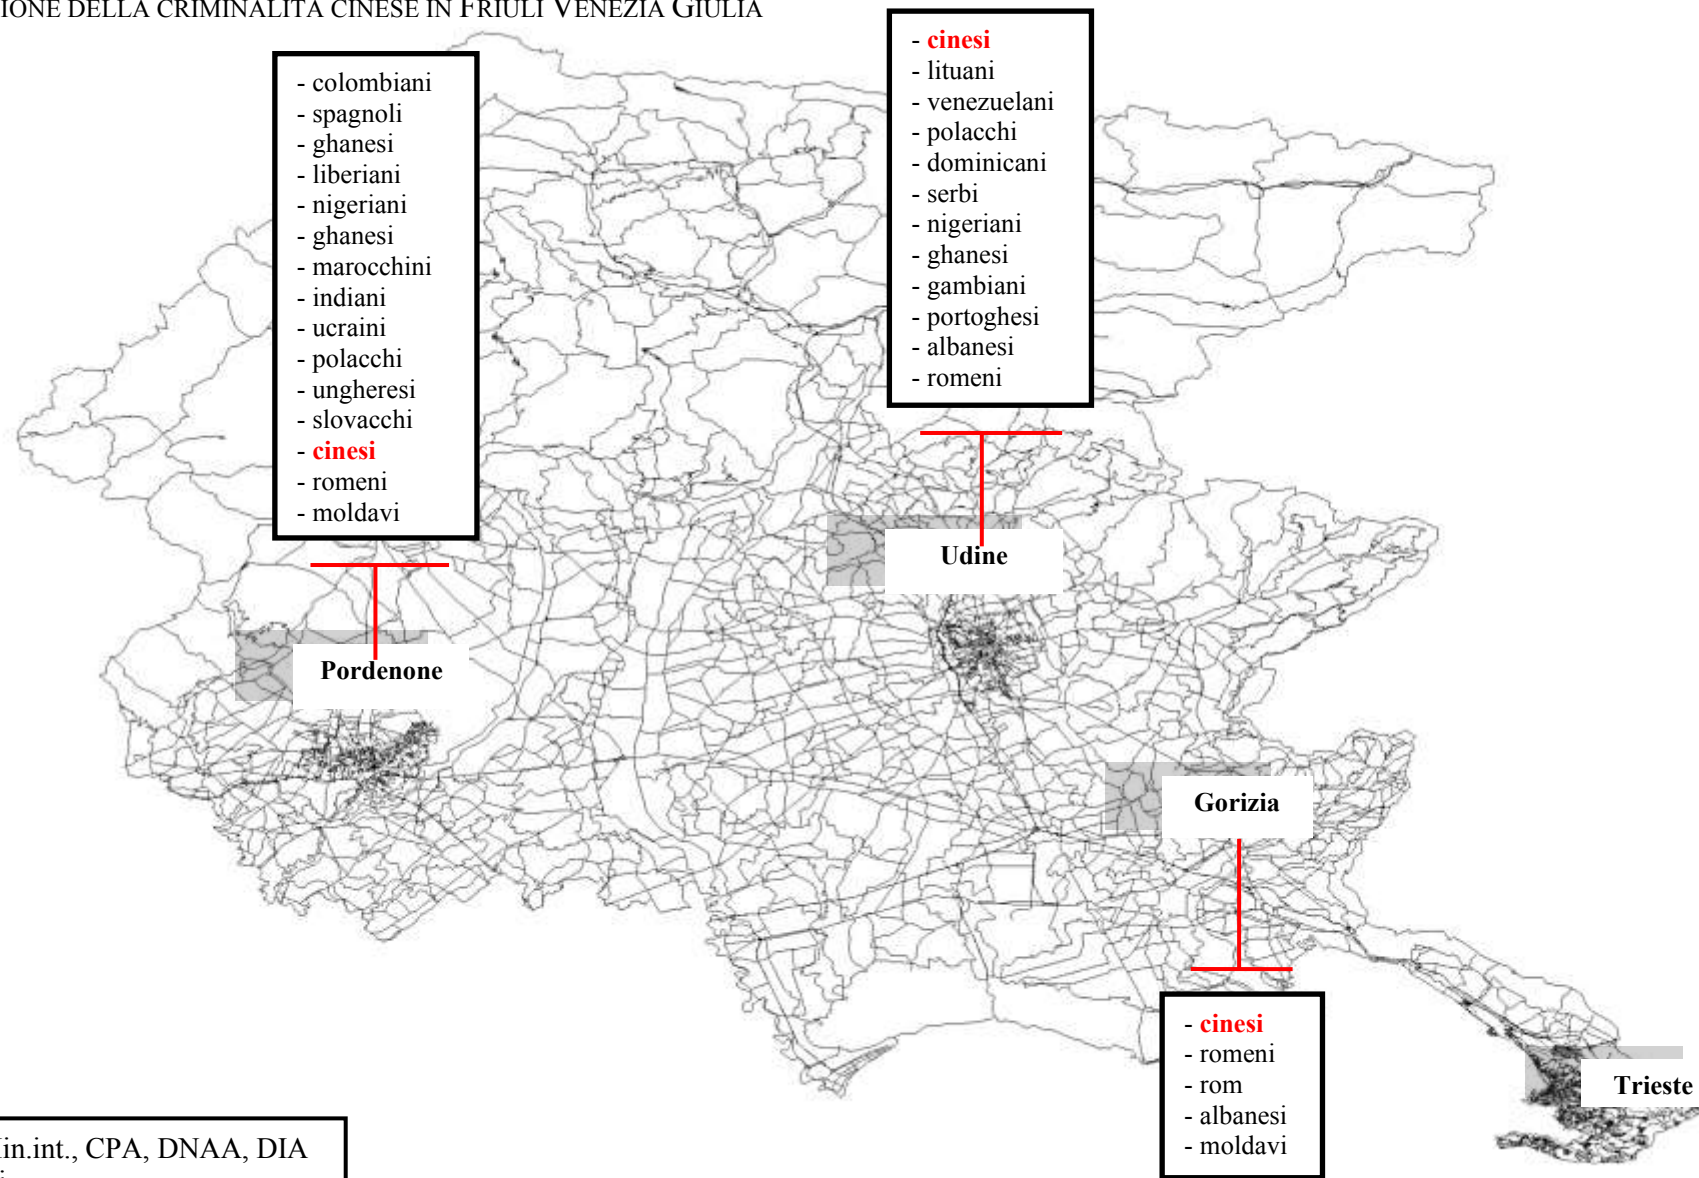 IONE DELLA CRIMINALITÀ CINESE IN FRIULI VENEZIA GIULIA
- colombiani
- spagnoli
- ghanesi
- liberiani
- nigeriani
- ghanesi
- marocchini
- indiani
- ucraini
- polacchi
- ungheresi
- slovacchi
- cinesi
- romeni
- moldavi
- cinesi
- lituani
- venezuelani
- polacchi
- dominicani
- serbi
- nigeriani
- ghanesi
- gambiani
- portoghesi
- albanesi
- romeni
Udine
Pordenone
Gorizia
- cinesi
- romeni
- rom
- albanesi
- moldavi
Trieste
in.int., CPA, DNAA, DIA